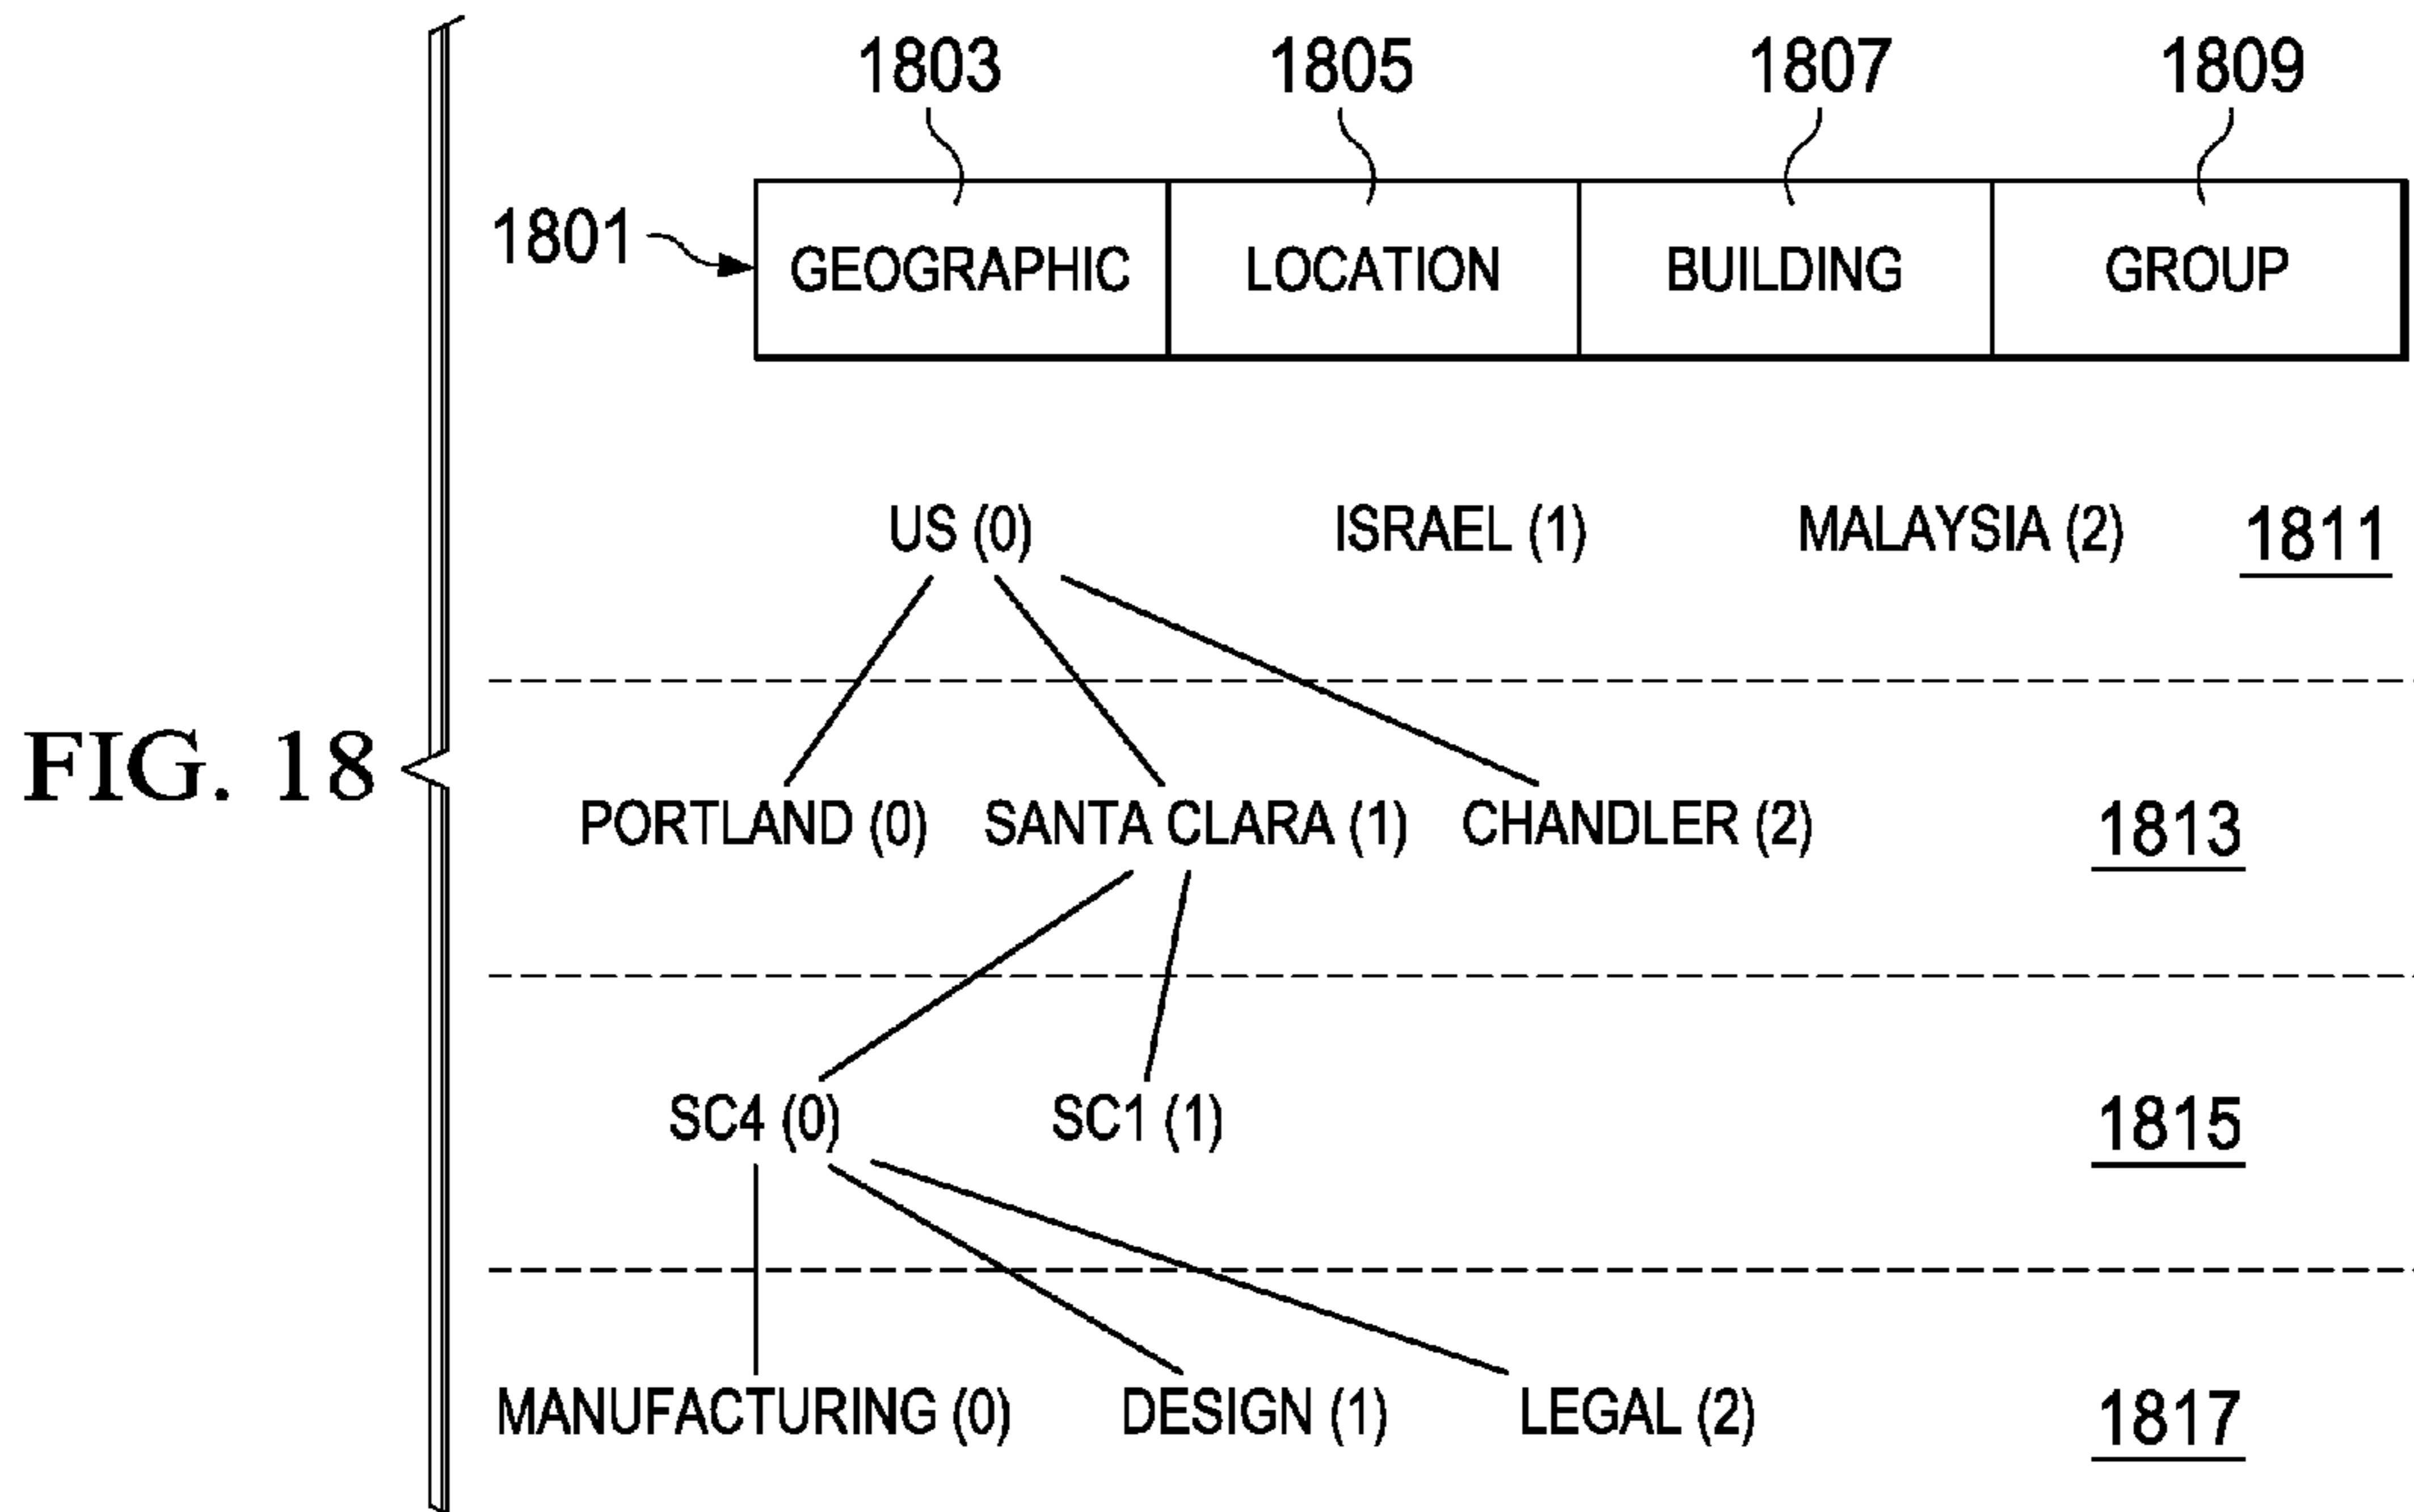 1803 1805 1807 1809
1801 GEOGRAPHIC LOCATION BUILDING GROUP
US (0) ISRAEL (1) MALAYSIA (2) 1811
FIG. 18
PORTLAND (0) SANTA CLARA (1) CHANDLER (2) 1813
SC4 (0) SC1 (1) 1815
MANUFACTURING (0) DESIGN (1) LEGAL (2) 1817